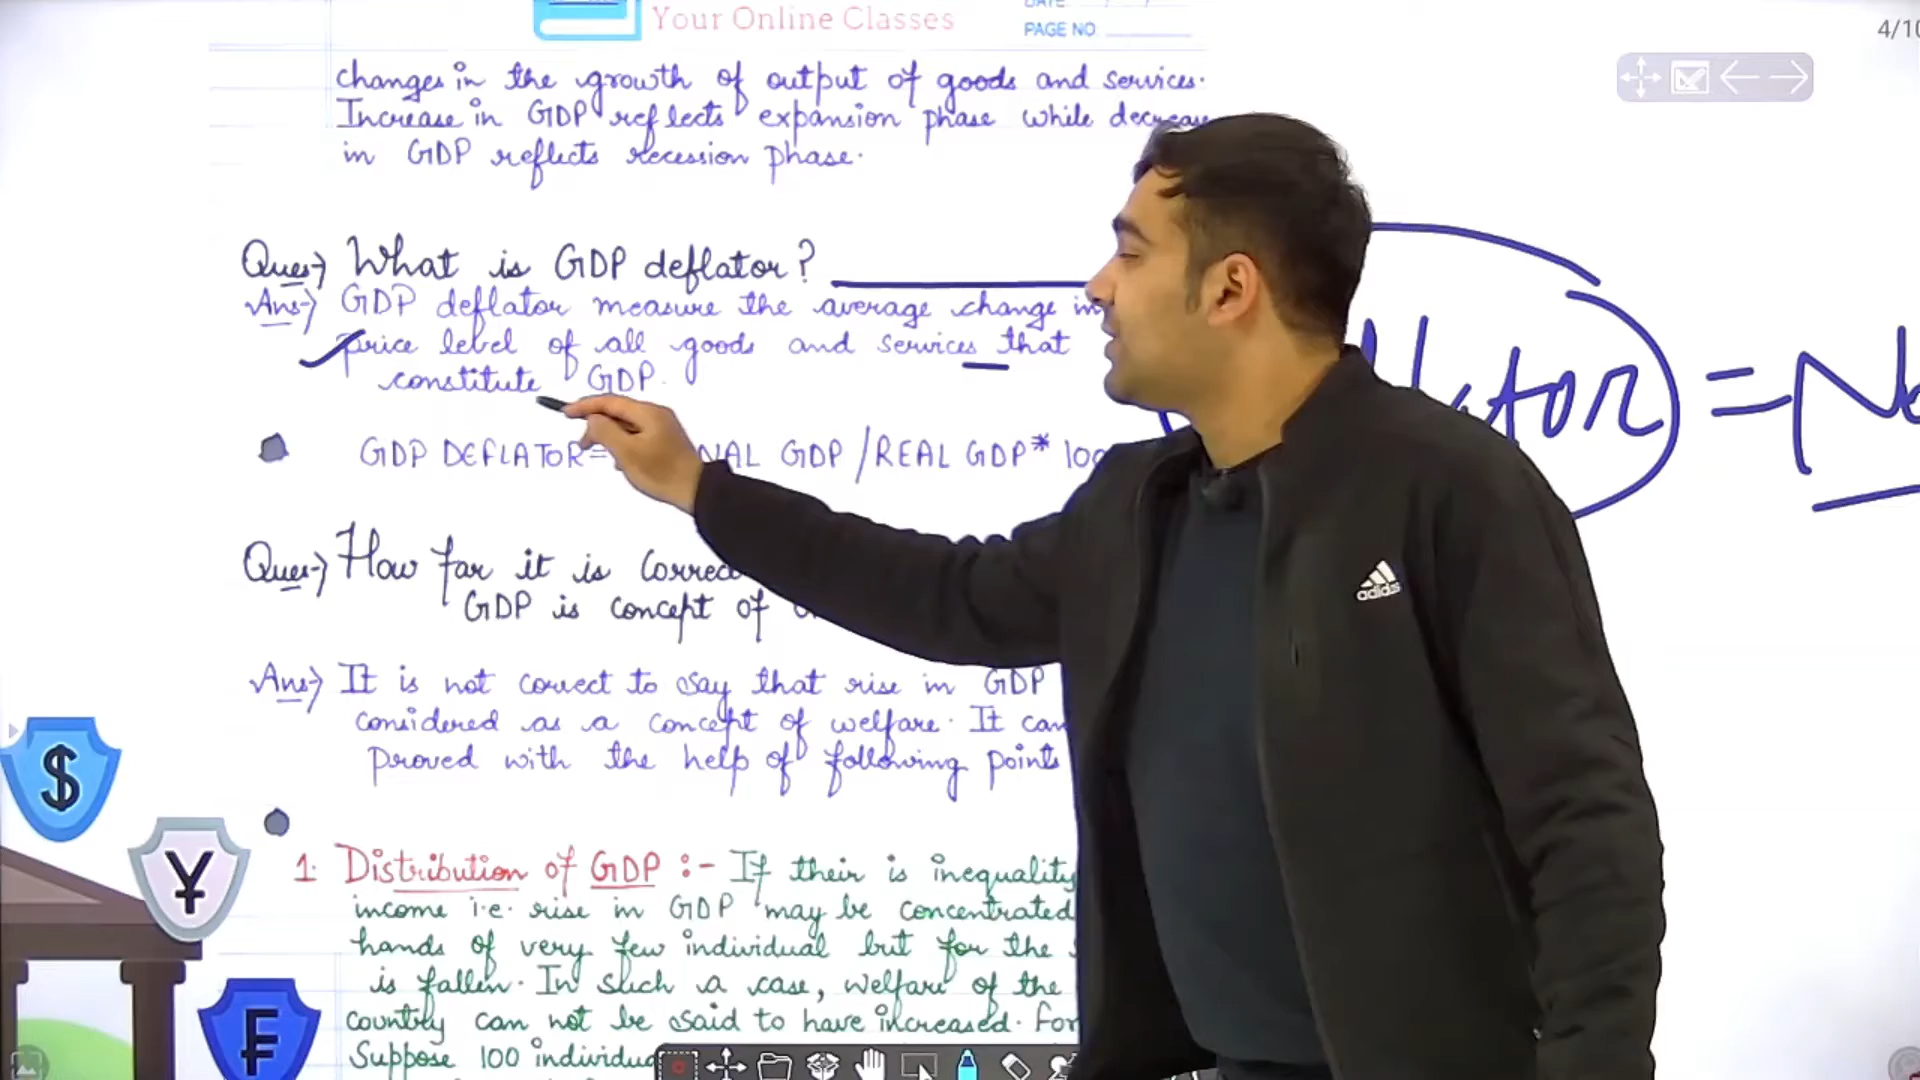 Your Online Classes
DATE / /
PAGE NO.
4/10
changes in the growth of output of goods and services.
Increase in GDP reflects expansion phase while decrease
in GDP reflects recession phase.
Ques→ What is GDP deflator?
Ans→ GDP deflator measure the average change in
price level of all goods and services that
constitute GDP.
GDP DEFLATOR= NAL GDP /REAL GDP* 100
= No
Ques→ How far it is
GDP is concept of
Ans→ It is not correct to say that rise in GDP
considered as a concept of welfare. It can
proved with the help of following points
1. Distribution of GDP :- If their is inequality
income i.e. rise in GDP may be concentrated
hands of very few individual but for the
is fallen. In such a case, welfare of the
country can not be said to have increased. For
Suppose 100
adidas
$
¥
₣